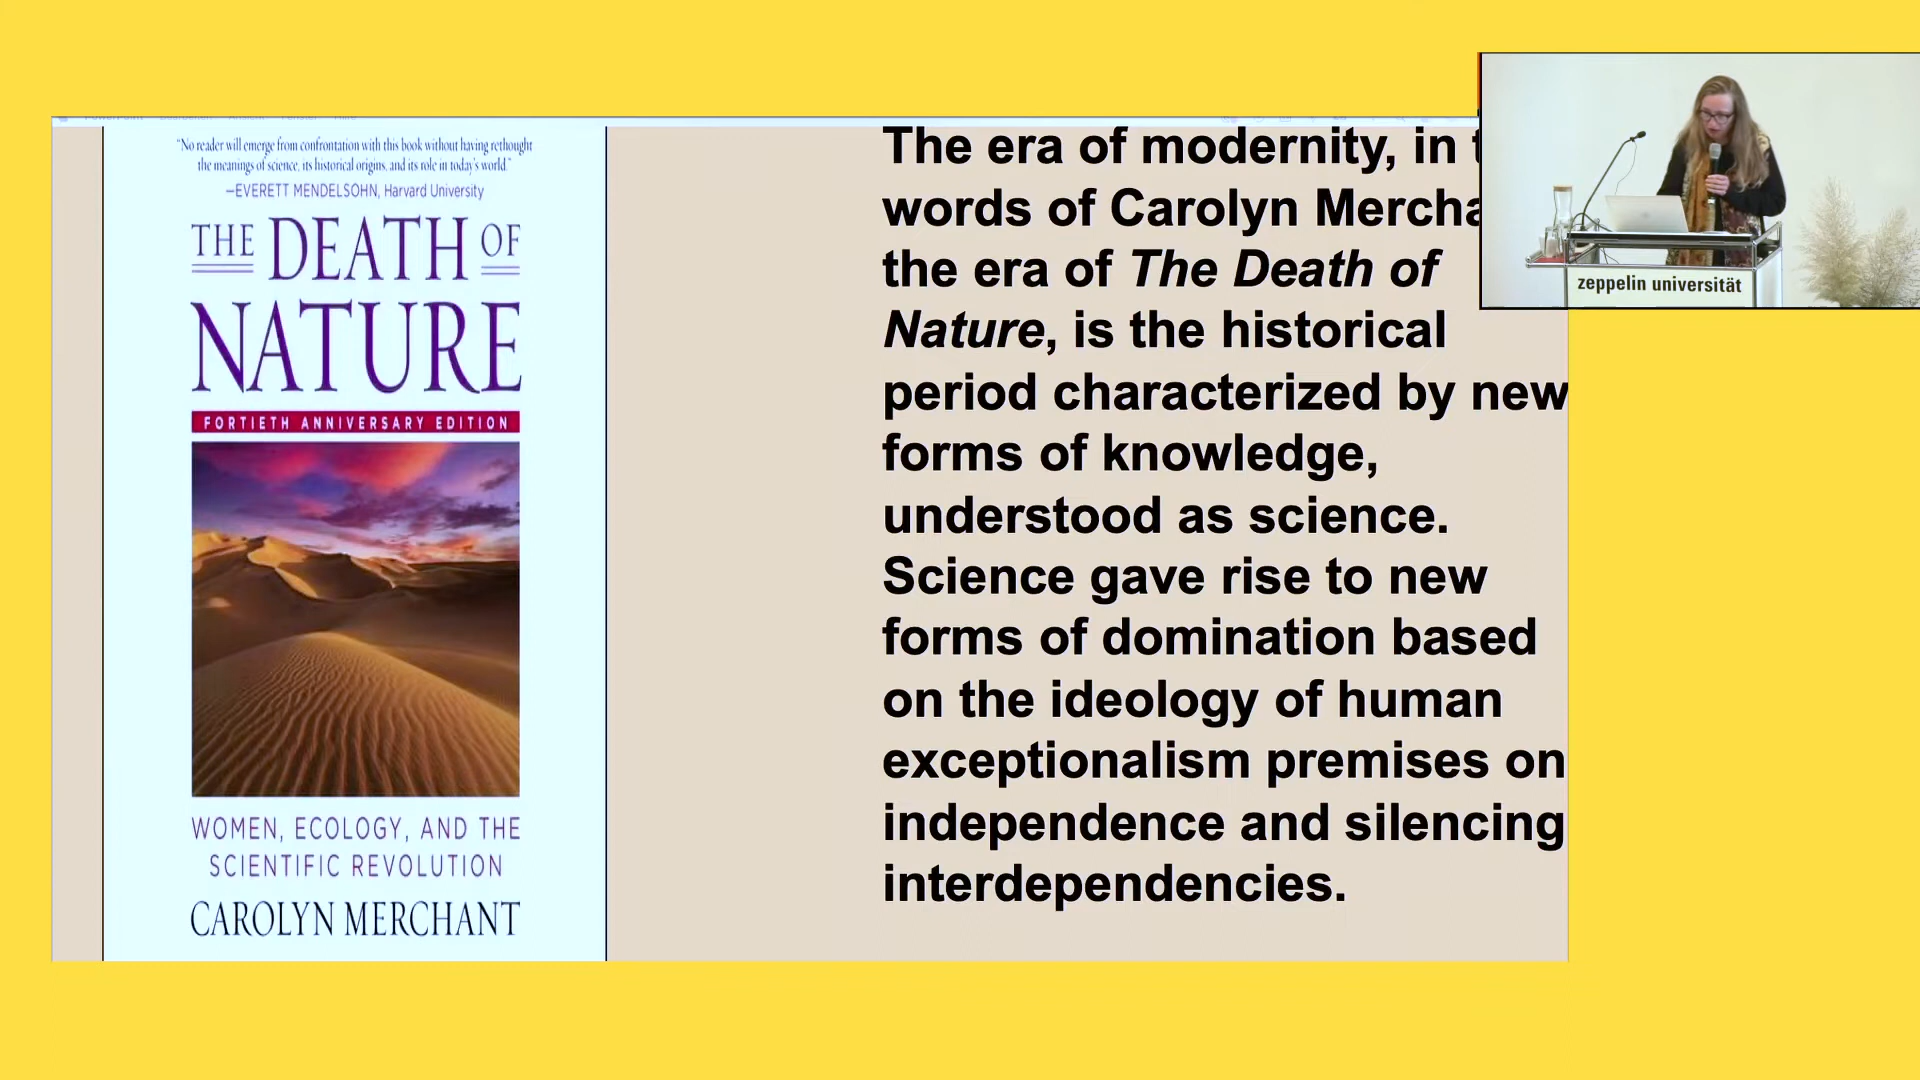 "No reader will emerge from confrontation with this book without having rethought
the meanings of science, its historical origins, and its role in today's world."
—EVERETT MENDELSOHN, Harvard University
THE DEATH OF
NATURE
FORTIETH ANNIVERSARY EDITION
WOMEN, ECOLOGY, AND THE
SCIENTIFIC REVOLUTION
CAROLYN MERCHANT
The era of modernity, in
words of Carolyn Mercha
the era of The Death of
Nature, is the historical
period characterized by new
forms of knowledge,
understood as science.
Science gave rise to new
forms of domination based
on the ideology of human
exceptionalism premises on
independence and silencing
interdependencies.
zeppelin universität